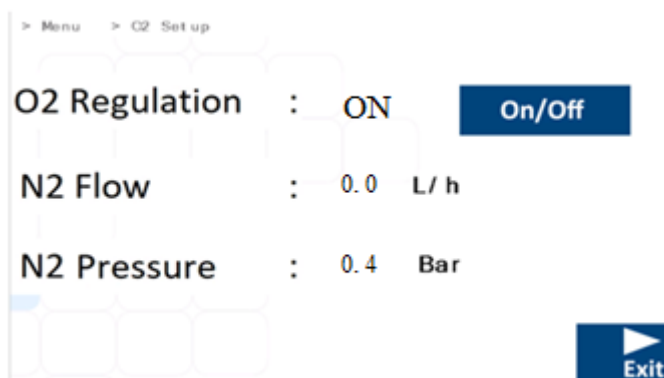 > Menu > O2 Set up
O2 Regulation : ON On/Off
N2 Flow : 0.0 L/h
N2 Pressure : 0.4 Bar
Exit